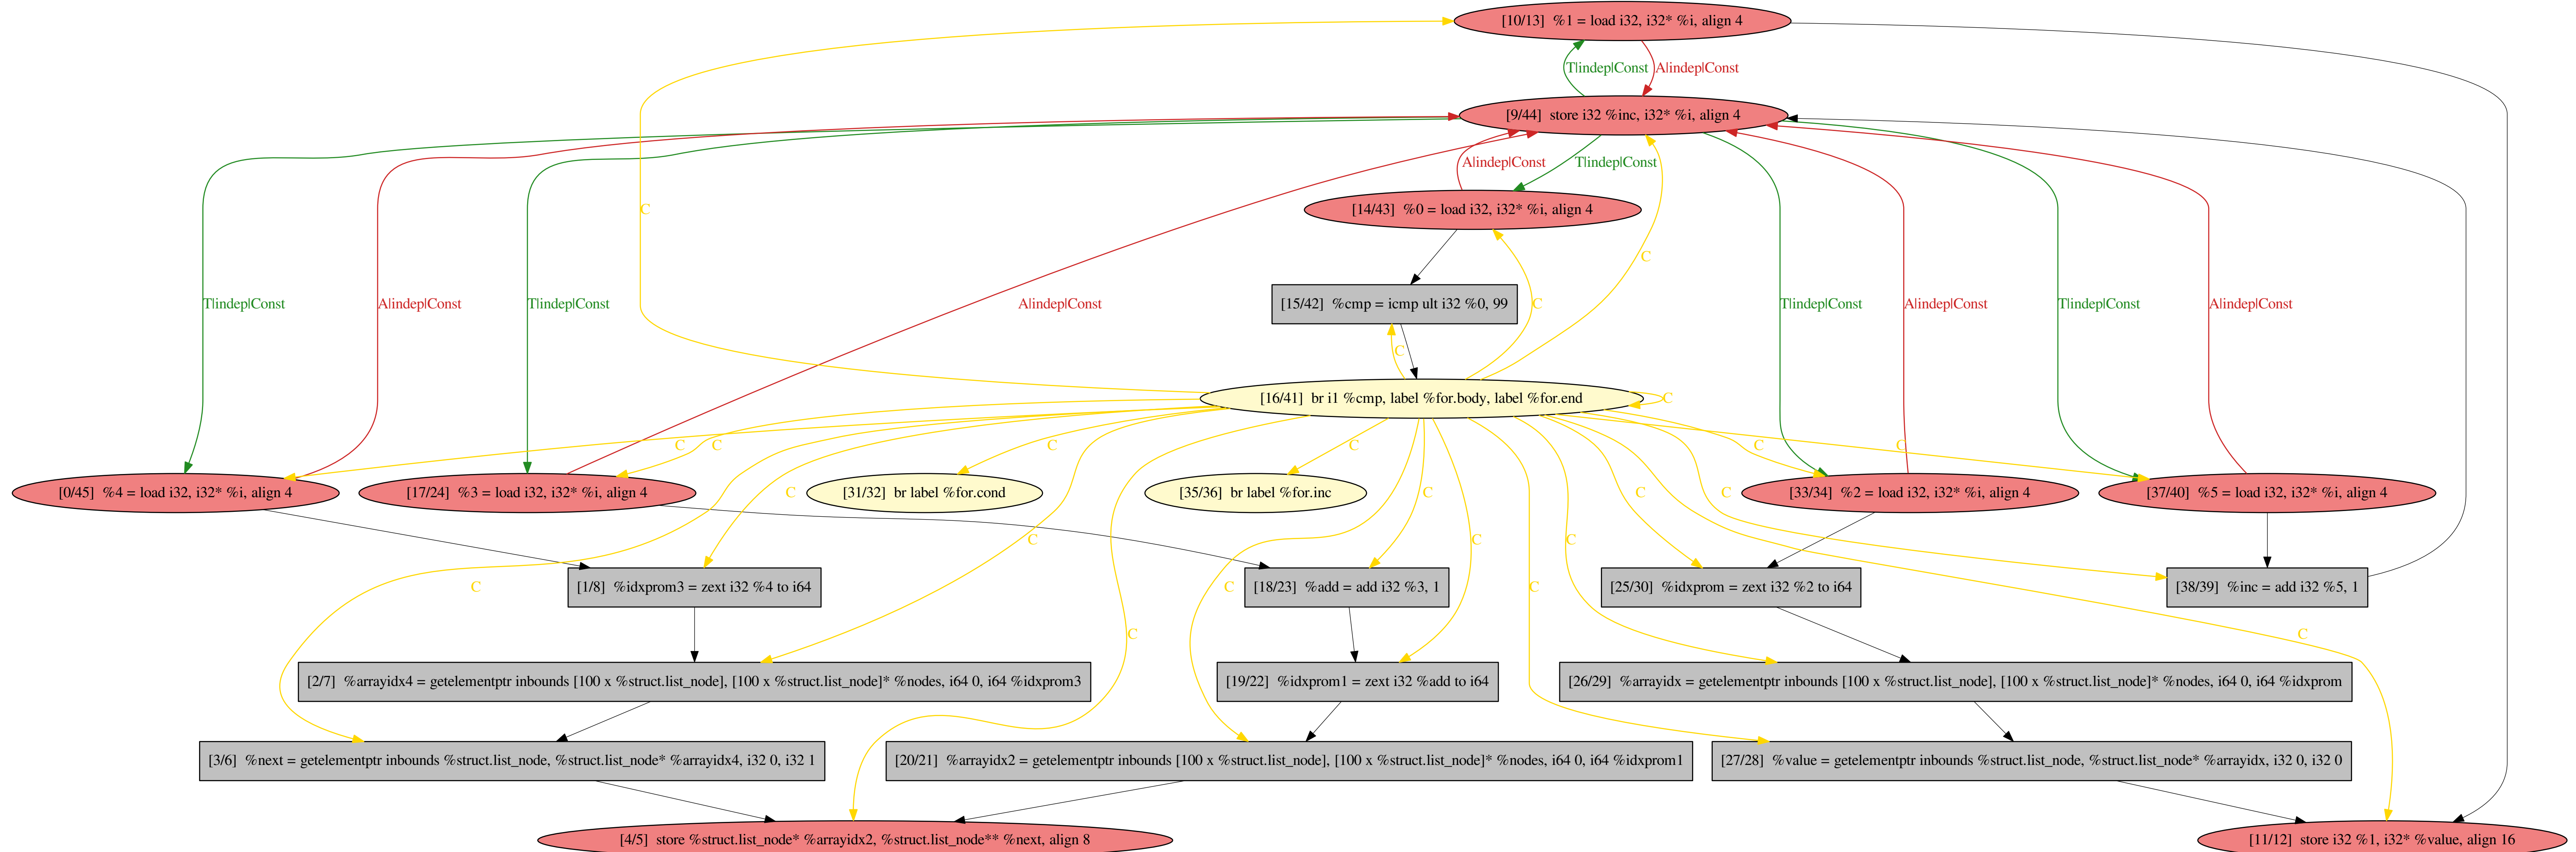 [10/13]  %1 = load i32, i32* %i, align 4
T|indep|Const
A|indep|Const
[9/44]  store i32 %inc, i32* %i, align 4
A|indep|Const
T|indep|Const
C
[14/43]  %0 = load i32, i32* %i, align 4
C
T|indep|Const
A|indep|Const
T|indep|Const
A|indep|Const
[15/42]  %cmp = icmp ult i32 %0, 99
C
T|indep|Const
A|indep|Const
T|indep|Const
A|indep|Const
C
[16/41]  br i1 %cmp, label %for.body, label %for.end
C
C
C
C
C
C
C
[0/45]  %4 = load i32, i32* %i, align 4
[17/24]  %3 = load i32, i32* %i, align 4
C
[31/32]  br label %for.cond
[35/36]  br label %for.inc
C
C
C
[33/34]  %2 = load i32, i32* %i, align 4
[37/40]  %5 = load i32, i32* %i, align 4
C
C
C
C
[1/8]  %idxprom3 = zext i32 %4 to i64
C
[18/23]  %add = add i32 %3, 1
C
[25/30]  %idxprom = zext i32 %2 to i64
[38/39]  %inc = add i32 %5, 1
C
C
[2/7]  %arrayidx4 = getelementptr inbounds [100 x %struct.list_node], [100 x %struct.list_node]* %nodes, i64 0, i64 %idxprom3
[19/22]  %idxprom1 = zext i32 %add to i64
[26/29]  %arrayidx = getelementptr inbounds [100 x %struct.list_node], [100 x %struct.list_node]* %nodes, i64 0, i64 %idxprom
[3/6]  %next = getelementptr inbounds %struct.list_node, %struct.list_node* %arrayidx4, i32 0, i32 1
[20/21]  %arrayidx2 = getelementptr inbounds [100 x %struct.list_node], [100 x %struct.list_node]* %nodes, i64 0, i64 %idxprom1
[27/28]  %value = getelementptr inbounds %struct.list_node, %struct.list_node* %arrayidx, i32 0, i32 0
[4/5]  store %struct.list_node* %arrayidx2, %struct.list_node** %next, align 8
[11/12]  store i32 %1, i32* %value, align 16